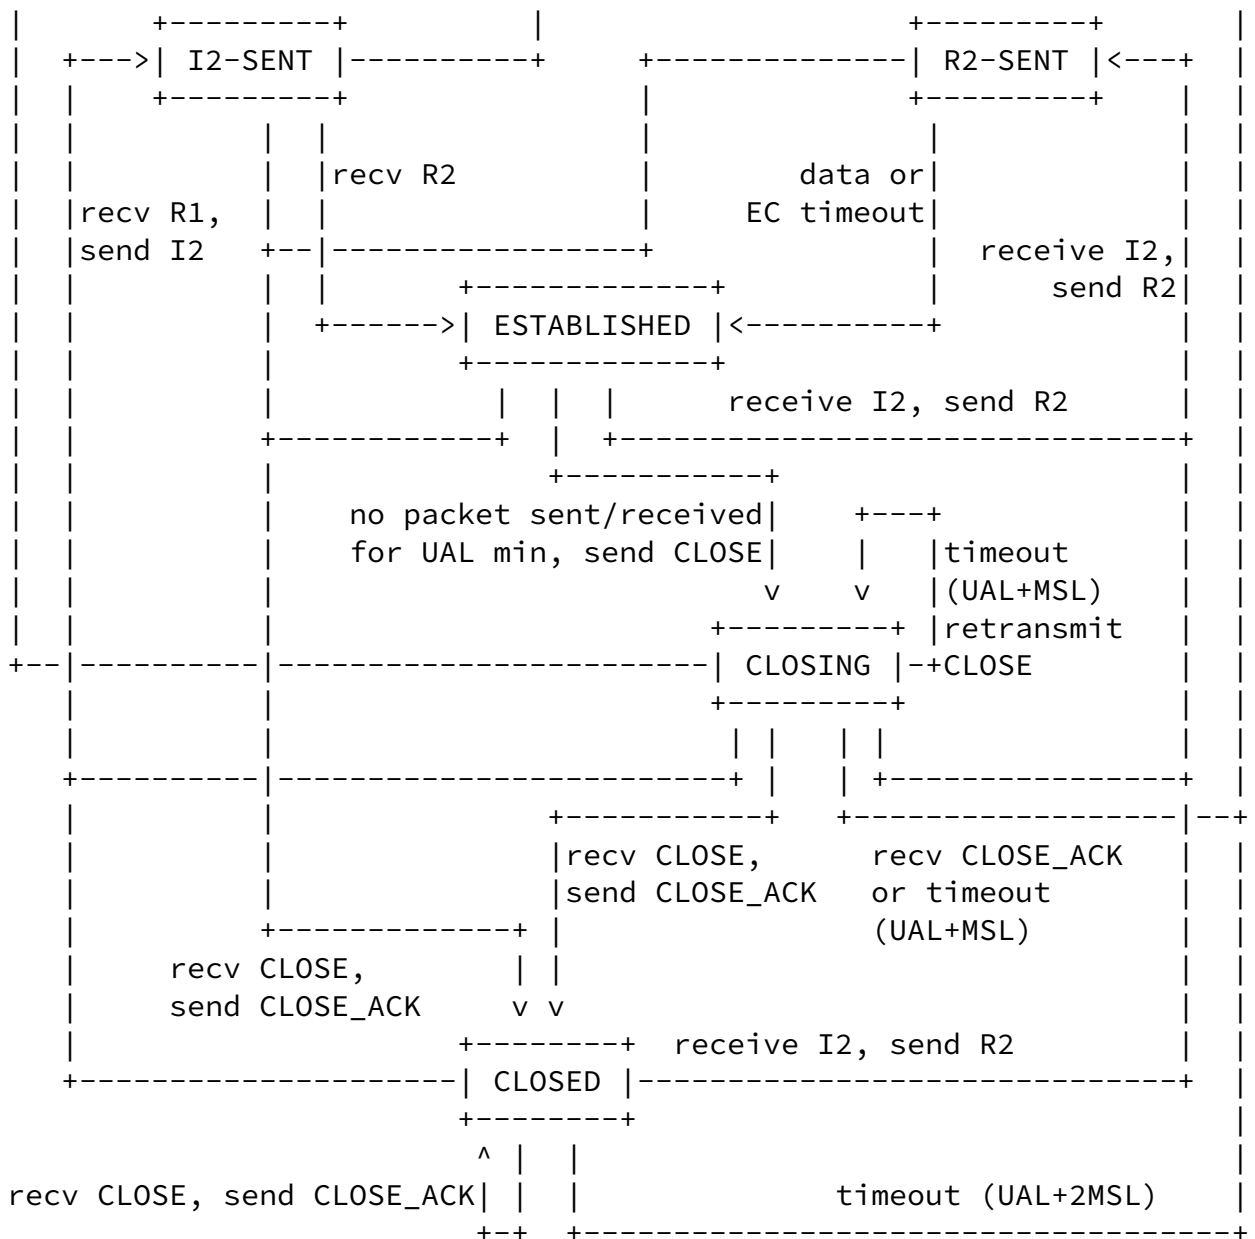 |       +---------+          |                    +---------+       |
|  +--->| I2-SENT |----------+     +--------------| R2-SENT |<---+  |
|  |    +---------+                |              +---------+    |  |
|  |          |  |                 |               |             |  |
|  |          |  |recv R2          |        data or|             |  |
|  |recv R1,  |  |                 |     EC timeout|             |  |
|  |send I2   +--|-----------------+               |  receive I2,|  |
|  |          |  |       +-------------+           |      send R2|  |
|  |          |  +------>| ESTABLISHED |<----------+             |  |
|  |          |          +-------------+                         |  |
|  |          |            |  |  |      receive I2, send R2      |  |
|  |          +------------+  |  +-------------------------------+  |
|  |          |               +-----------+                      |  |
|  |          |    no packet sent/received|    +---+             |  |
|  |          |    for UAL min, send CLOSE|    |   |timeout      |  |
|  |          |                           v    v   |(UAL+MSL)    |  |
|  |          |                        +---------+ |retransmit   |  |
+--|----------|------------------------| CLOSING |-+CLOSE        |  |
   |          |                        +---------+               |  |
   |          |                         | |   | |                |  |
   +----------|-------------------------+ |   | +----------------+  |
   |          |               +-----------+   +------------------|--+
   |          |               |recv CLOSE,      recv CLOSE_ACK   |  |
   |          |               |send CLOSE_ACK   or timeout       |  |
   |          +-------------+ |                 (UAL+MSL)        |  |
   |     recv CLOSE,        | |                                  |  |
   |     send CLOSE_ACK     v v                                  |  |
   |                     +--------+  receive I2, send R2         |  |
   +---------------------| CLOSED |------------------------------+  |
                         +--------+                                 |
                          ^ |  |                                    |
recv CLOSE, send CLOSE_ACK| |  |              timeout (UAL+2MSL)    |
                          +-+  +------------------------------------+